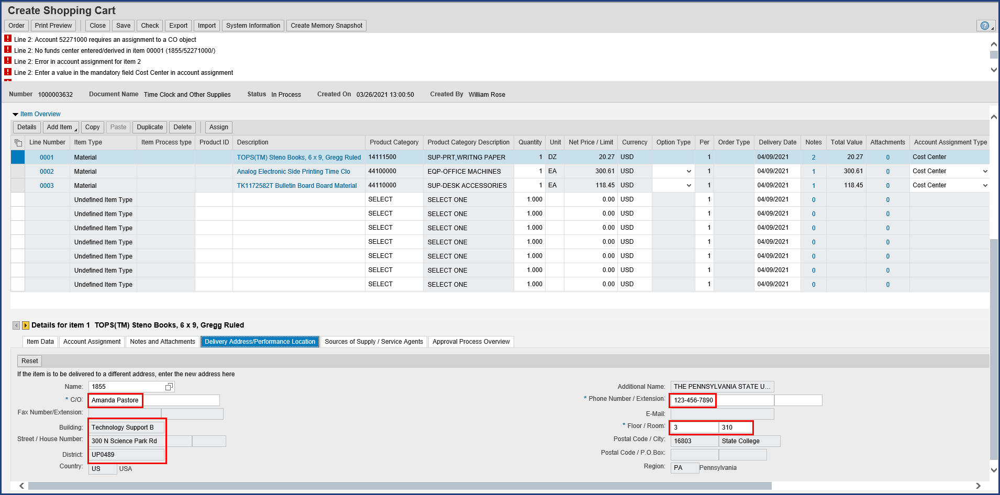 Create Shopping Cart
Order Print Preview Close Save Check Export Import System Information Create Memory Snapshot ?
Line 2: Account 52271000 requires an assignment to a CO object
Line 2: No funds center entered/derived in item 00001 (1855/52271000/)
Line 2: Error in account assignment for item 2
Line 2: Enter a value in the mandatory field Cost Center in account assignment
Number 1000003632 Document Name Time Clock and Other Supplies Status In Process Created On 03/26/2021 13:00:50 Created By William Rose
Item Overview
Details Add Item Copy Paste Duplicate Delete Assign
Line Number Item Type Item Process type Product ID Description Product Category Product Category Description Quantity Unit Net Price / Limit Currency Option Type Per Order Type Delivery Date Notes Total Value Attachments Account Assignment Type
0001 Material TOPS(TM) Steno Books, 6 x 9, Gregg Ruled 14111500 SUP-PRT,WRITNG PAPER 1 DZ 20.27 USD 1 04/09/2021 2 20.27 0 Cost Center
0002 Material Analog Electronic Side Printing Time Clo 44100000 EQP-OFFICE MACHINES 1 EA 300.61 USD 1 04/09/2021 1 300.61 0 Cost Center
0003 Material TK1172582T Bulletin Board Board Material 44110000 SUP-DESK ACCESSORIES 1 EA 118.45 USD 1 04/09/2021 1 118.45 0 Cost Center
Undefined Item Type SELECT SELECT ONE 1.000 0.00 USD 1 04/09/2021 0 0
Undefined Item Type SELECT SELECT ONE 1.000 0.00 USD 1 04/09/2021 0 0
Undefined Item Type SELECT SELECT ONE 1.000 0.00 USD 1 04/09/2021 0 0
Undefined Item Type SELECT SELECT ONE 1.000 0.00 USD 1 04/09/2021 0 0
Undefined Item Type SELECT SELECT ONE 1.000 0.00 USD 1 04/09/2021 0 0
Undefined Item Type SELECT SELECT ONE 1.000 0.00 USD 1 04/09/2021 0 0
Undefined Item Type SELECT SELECT ONE 1.000 0.00 USD 1 04/09/2021 0 0
Details for item 1 TOPS(TM) Steno Books, 6 x 9, Gregg Ruled
Item Data Account Assignment Notes and Attachments Delivery Address/Performance Location Sources of Supply / Service Agents Approval Process Overview
Reset
If the item is to be delivered to a different address, enter the new address here
Name: 1855 Additional Name: THE PENNSYLVANIA STATE U...
* C/O: Amanda Pastore * Phone Number / Extension: 123-456-7890
Fax Number/Extension: E-Mail:
Building: Technology Support B * Floor / Room: 3 310
Street / House Number: 300 N Science Park Rd Postal Code / City: 16803 State College
District: UP0489 Postal Code / P.O.Box:
Country: US USA Region: PA Pennsylvania